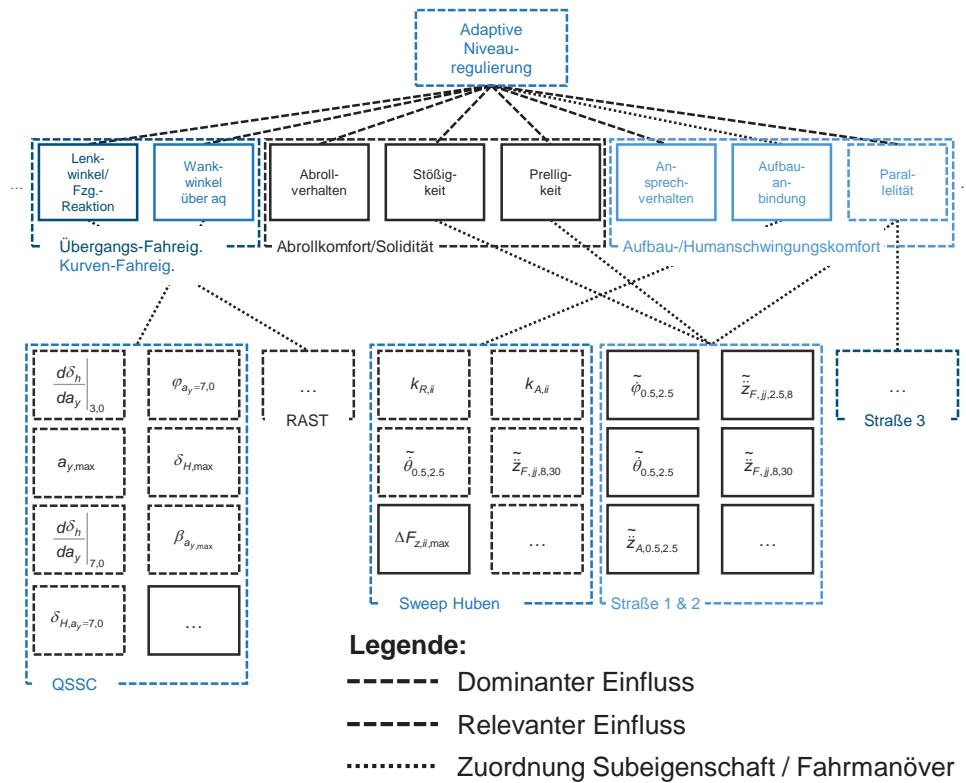 Adaptive
Niveau-
regulierung
...
Lenk-
winkel/
Fzg.-
Reaktion
Wank-
winkel
über aq
Abroll-
verhalten
Stößig-
keit
Prellig-
keit
An-
sprech-
verhalten
Aufbau-
an-
bindung
Paral-
lelität
...
Übergangs-Fahreig.
Kurven-Fahreig.
Abrollkomfort/Solidität
Aufbau-/Humanschwingungskomfort
dδ_h/da_y|_3,0
φ_{a_y=7,0}
a_{y,max}
δ_{H,max}
dδ_h/da_y|_7,0
β_{a_y,max}
δ_{H,a_y=7,0}
...
QSSC
...
RAST
k_{R,ii}
k_{A,ii}
θ̇̃_{0.5,2.5}
z̈̃_{F,jj,8,30}
ΔF_{z,ii,max}
...
Sweep Huben
φ̇̃_{0.5,2.5}
z̈̃_{F,jj,2.5,8}
θ̇̃_{0.5,2.5}
z̈̃_{F,jj,8,30}
z̈̃_{A,0.5,2.5}
...
Straße 1 & 2
...
Straße 3
Legende:
Dominanter Einfluss
Relevanter Einfluss
Zuordnung Subeigenschaft / Fahrmanöver